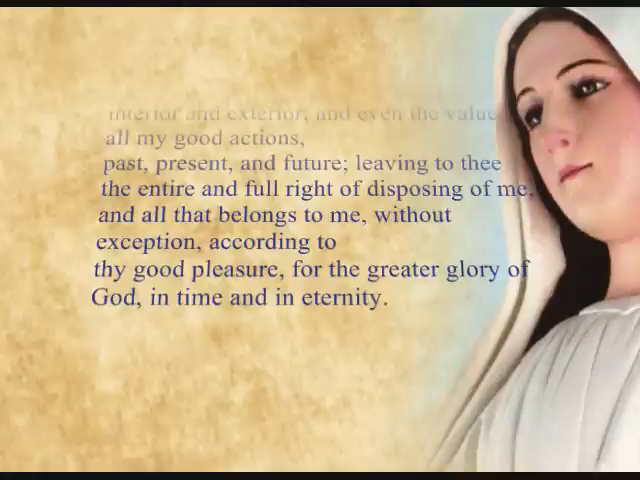 interior and exterior, and even the value
all my good actions,
past, present, and future; leaving to thee
the entire and full right of disposing of me,
and all that belongs to me, without
exception, according to
thy good pleasure, for the greater glory of
God, in time and in eternity.